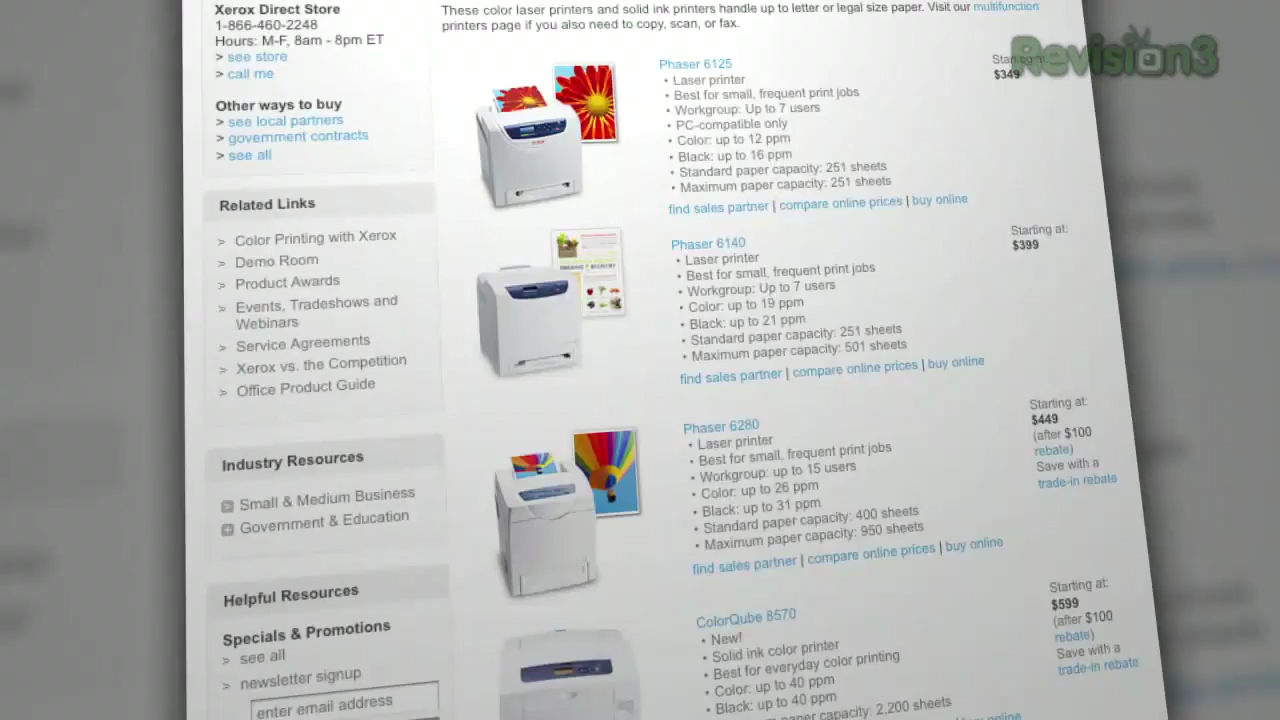 Xerox Direct Store
1-866-460-2248
Hours: M-F, 8am - 8pm ET
> see store
> call me
Other ways to buy
> see local partners
> government contracts
> see all
Related Links
> Color Printing with Xerox
> Demo Room
> Product Awards
> Events, Tradeshows and
Webinars
> Service Agreements
> Xerox vs. the Competition
> Office Product Guide
Industry Resources
Small & Medium Business
Government & Education
Helpful Resources
Specials & Promotions
> see all
> newsletter signup
enter email address
These color laser printers and solid ink printers handle up to letter or legal size paper. Visit our multifunction
printers page if you also need to copy, scan, or fax.
Phaser 6125
• Laser printer
• Best for small, frequent print jobs
• Workgroup: Up to 7 users
• PC-compatible only
• Color: up to 12 ppm
• Black: up to 16 ppm
• Standard paper capacity: 251 sheets
• Maximum paper capacity: 251 sheets
find sales partner | compare online prices | buy online
Starting at:
$349
Revision3
Phaser 6140
• Laser printer
• Best for small, frequent print jobs
• Workgroup: Up to 7 users
• Color: up to 19 ppm
• Black: up to 21 ppm
• Standard paper capacity: 251 sheets
• Maximum paper capacity: 501 sheets
find sales partner | compare online prices | buy online
Starting at:
$399
Phaser 6280
• Laser printer
• Best for small, frequent print jobs
• Workgroup: up to 15 users
• Color: up to 26 ppm
• Black: up to 31 ppm
• Standard paper capacity: 400 sheets
• Maximum paper capacity: 950 sheets
find sales partner | compare online prices | buy online
Starting at:
$449
(after $100
rebate)
Save with a
trade-in rebate
ColorQube 8570
• New!
• Solid ink color printer
• Best for everyday color printing
• Color: up to 40 ppm
• Black: up to 40 ppm
paper capacity: 2,200 sheets
online
Starting at:
$599
(after $100
rebate)
Save with a
trade-in rebate